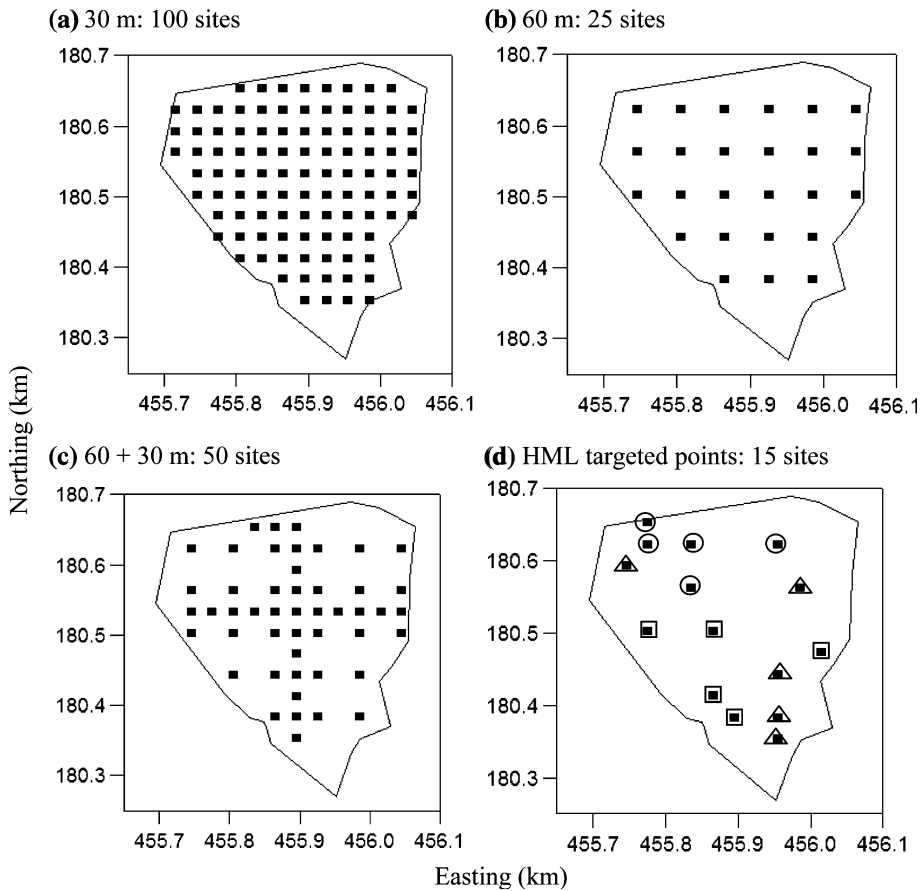 (a) 30 m: 100 sites
(b) 60 m: 25 sites
180.7
180.6
180.5
180.4
180.3
455.7 455.8 455.9 456.0 456.1
180.7
180.6
180.5
180.4
180.3
455.7 455.8 455.9 456.0 456.1
(c) 60 + 30 m: 50 sites
(d) HML targeted points: 15 sites
180.7
180.6
180.5
180.4
180.3
455.7 455.8 455.9 456.0 456.1
180.7
180.6
180.5
180.4
180.3
455.7 455.8 455.9 456.0 456.1
Northing (km)
Easting (km)